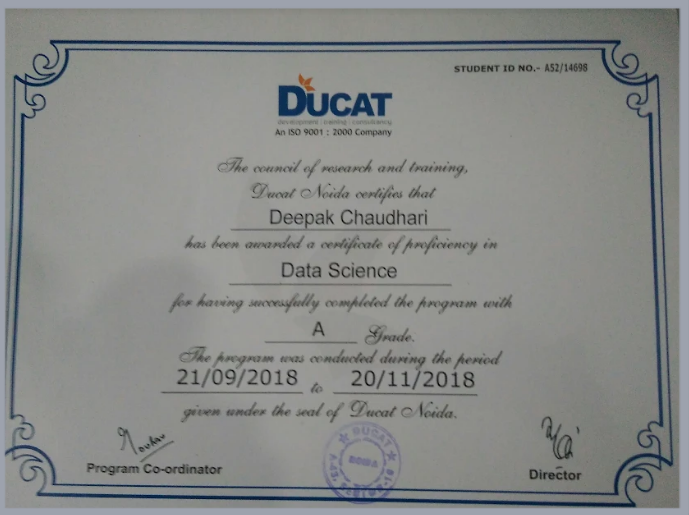 STUDENT ID NO.- A52/14698
DUCAT
development | training | consultancy
An ISO 9001 : 2000 Company
The council of research and training,
Ducat Noida certifies that
Deepak Chaudhari
has been awarded a certificate of proficiency in
Data Science
for having successfully completed the program with
A Grade.
The program was conducted during the period
21/09/2018 to 20/11/2018
given under the seal of Ducat Noida.
Program Co-ordinator
DUCAT
NOIDA
Director